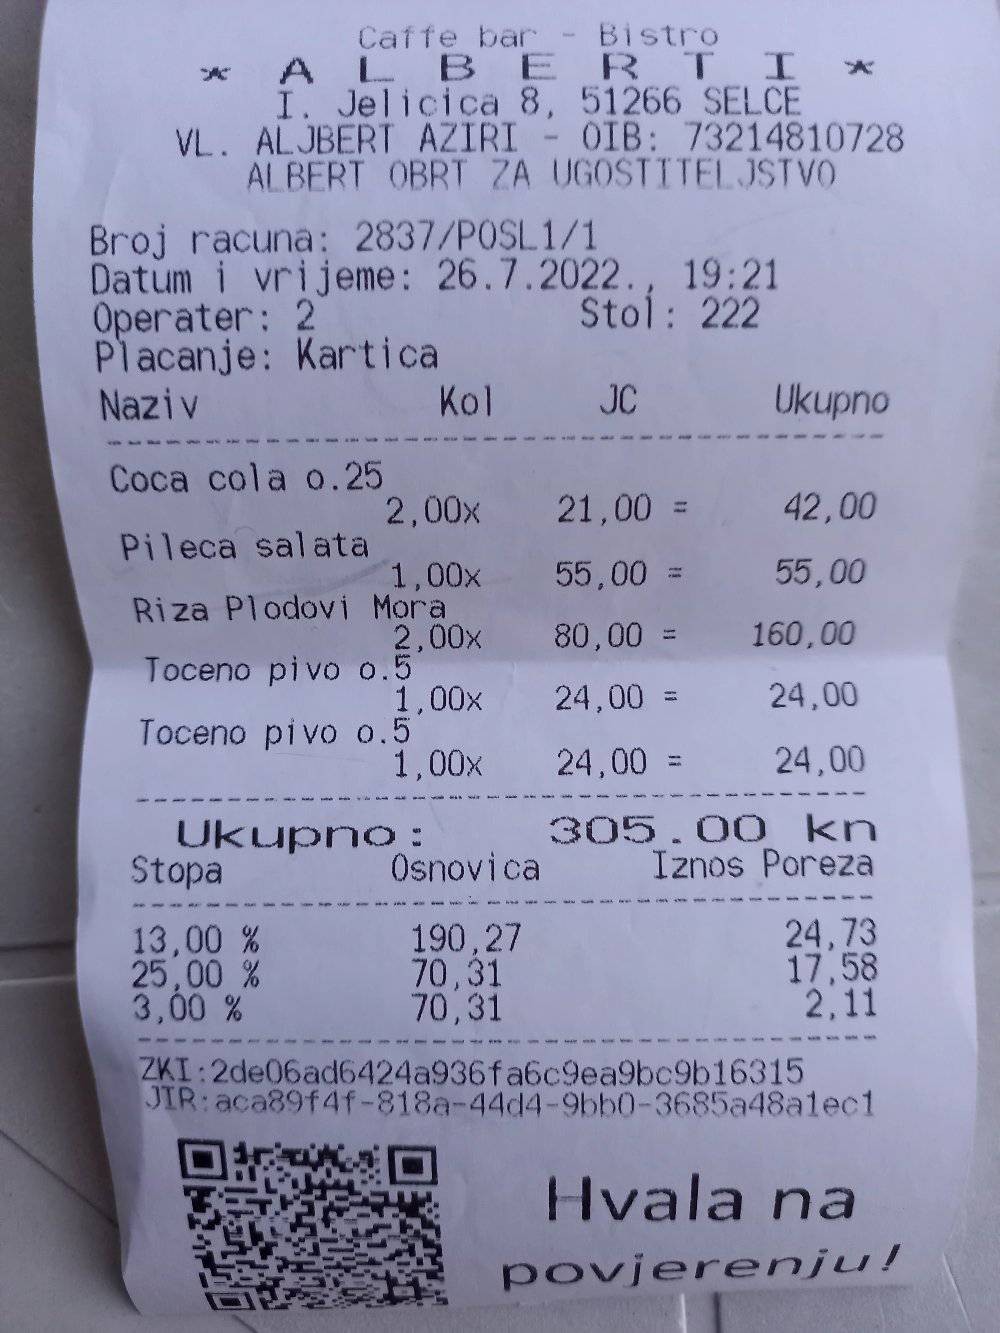 Caffe bar - Bistro
* A L B E R T I *
I. Jelicica 8, 51266 SELCE
VL. ALJBERT AZIRI - OIB: 73214810728
ALBERT OBRT ZA UGOSTITELJSTVO
Broj racuna: 2837/POSL1/1
Datum i vrijeme: 26.7.2022., 19:21
Operater: 2 Stol: 222
Placanje: Kartica
Naziv Kol JC Ukupno
Coca cola o.25
2,00x 21,00 = 42,00
Pileca salata
1,00x 55,00 = 55,00
Riza Plodovi Mora
2,00x 80,00 = 160,00
Toceno pivo o.5
1,00x 24,00 = 24,00
Toceno pivo o.5
1,00x 24,00 = 24,00
Ukupno: 305.00 kn
Stopa Osnovica Iznos Poreza
13,00 % 190,27 24,73
25,00 % 70,31 17,58
3,00 % 70,31 2,11
ZKI:2de06ad6424a936fa6c9ea9bc9b16315
JIR:aca89f4f-818a-44d4-9bb0-3685a48a1ec1
Hvala na
povjerenju!